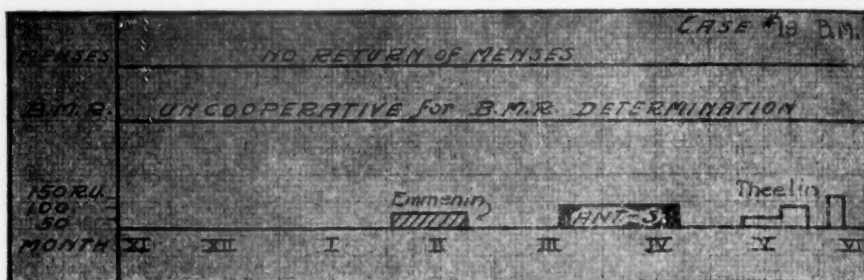 CASE #18 B.M.
MENSES NO RETURN OF MENSES
B.M.R. UNCOOPERATIVE for B.M.R. DETERMINATION
150 R.U.
100 Emmenin Theelin
50 ANT-S.
MONTH XI XII I II III IV V VI